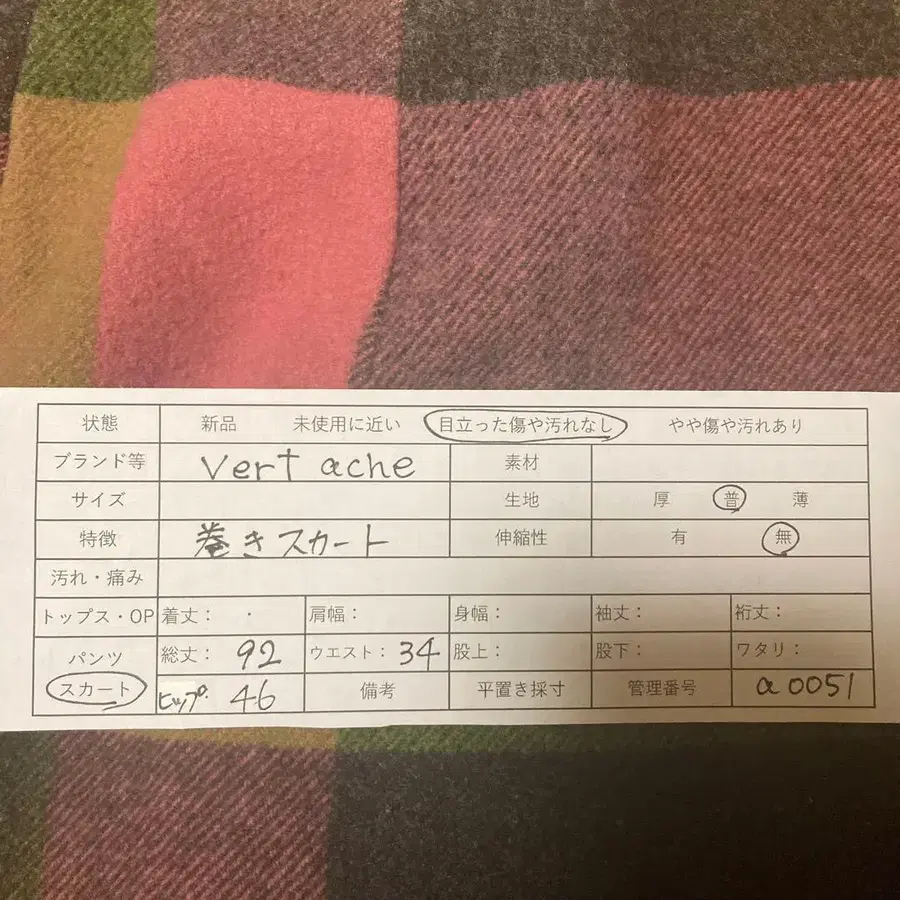 状態 新品 未使用に近い 目立った傷や汚れなし やや傷や汚れあり
ブランド等 vert ache 素材
サイズ 生地 厚 普 薄
特徴 巻きスカート 伸縮性 有 無
汚れ・痛み
トップス・OP 着丈： ・ 肩幅： 身幅： 袖丈： 裄丈：
パンツ 総丈： 92 ウエスト： 34 股上： 股下： ワタリ：
スカート ヒップ: 46 備考 平置き採寸 管理番号 a0051